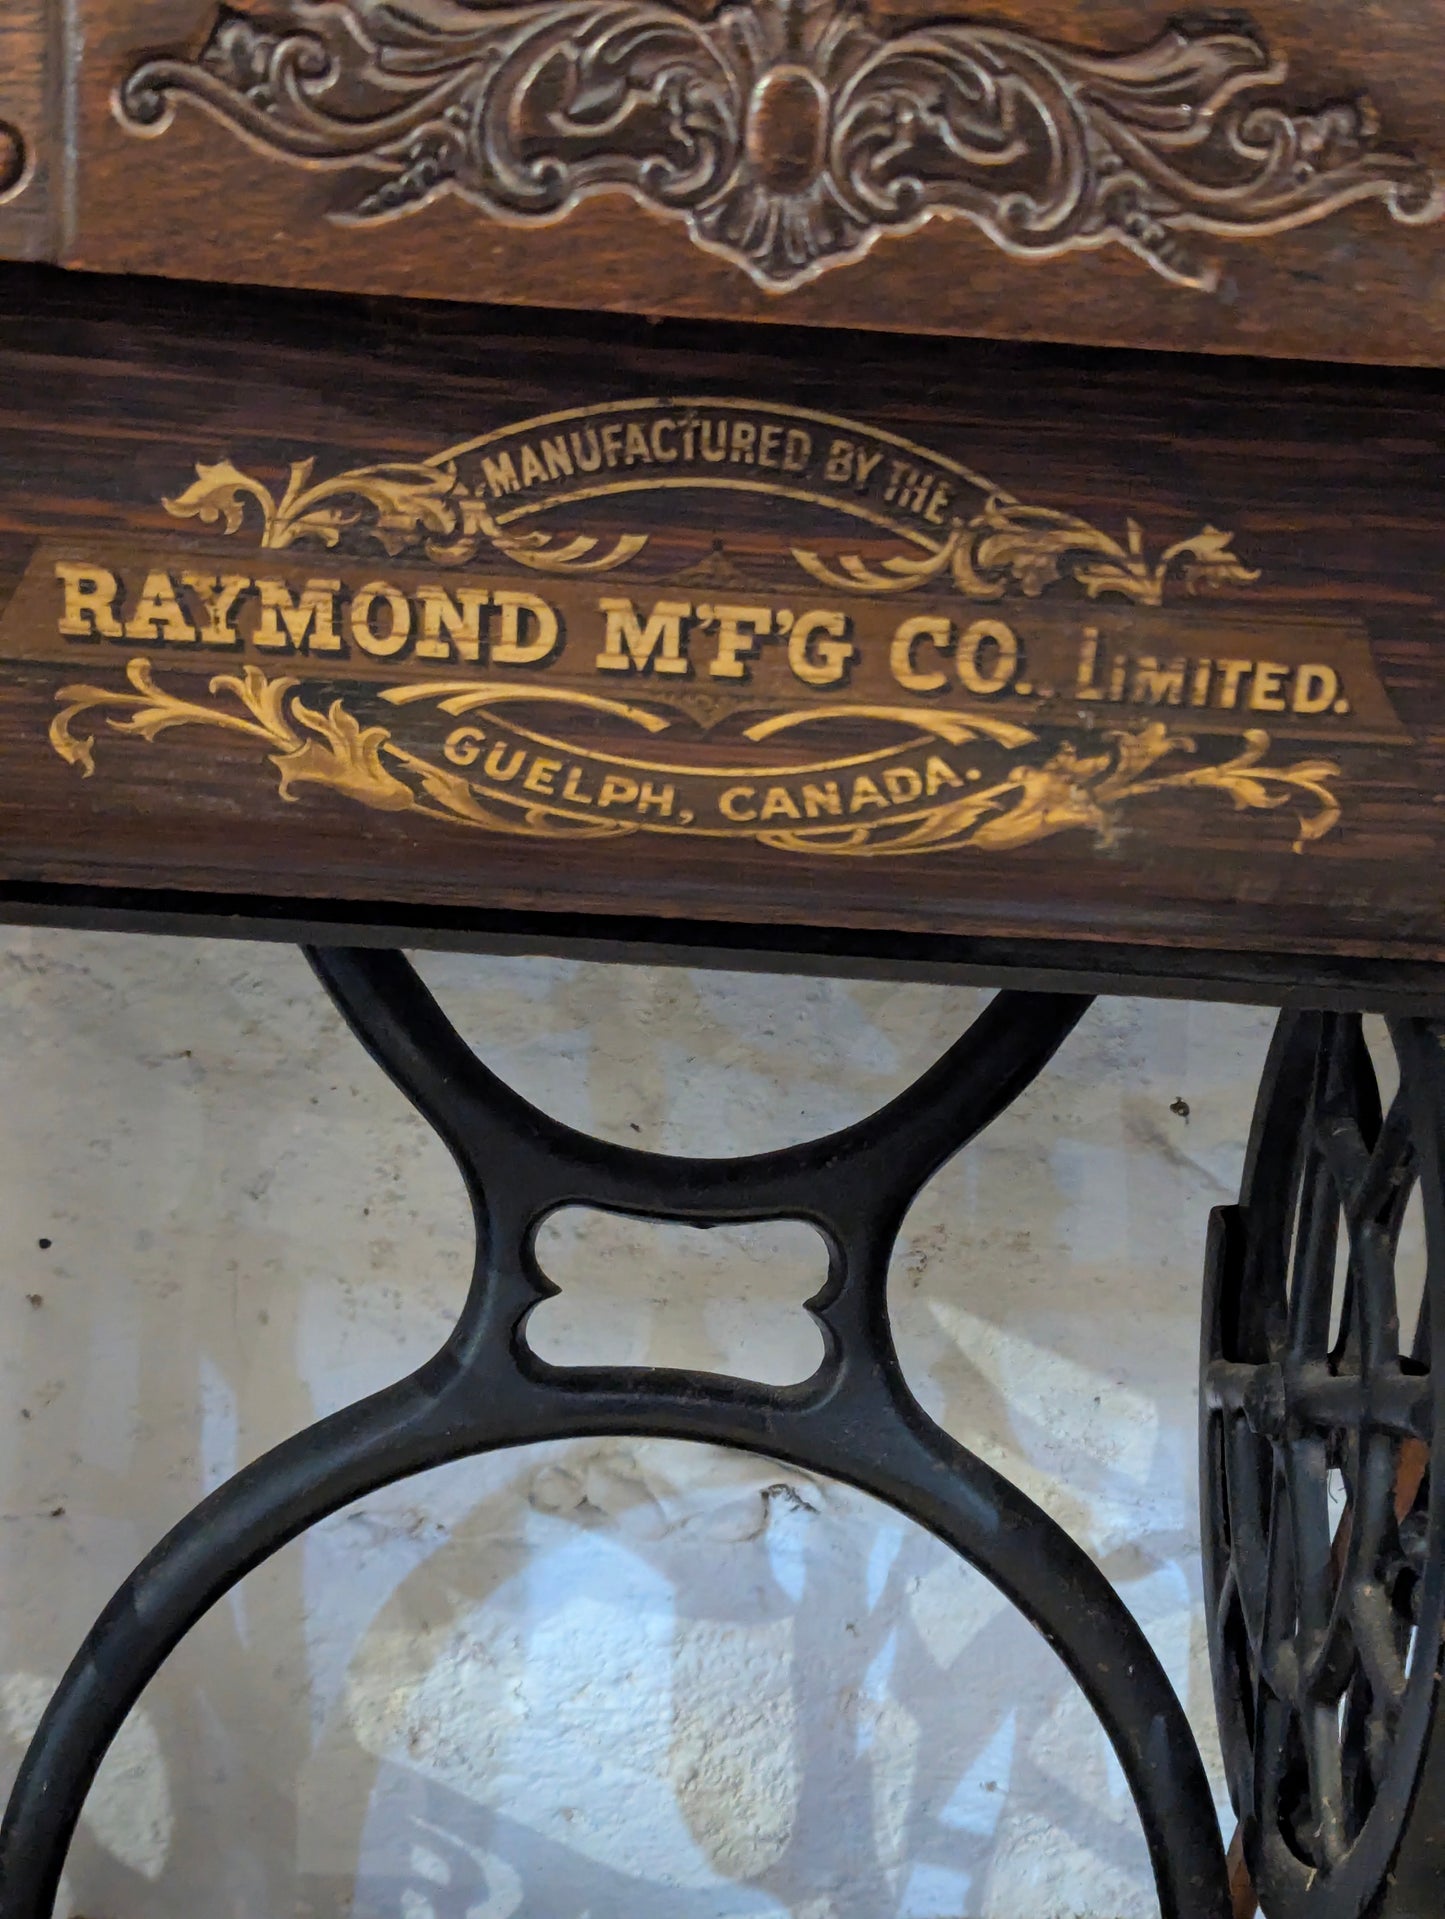 MANUFACTURED BY THE
RAYMOND M'F'G CO. LIMITED.
GUELPH, CANADA.